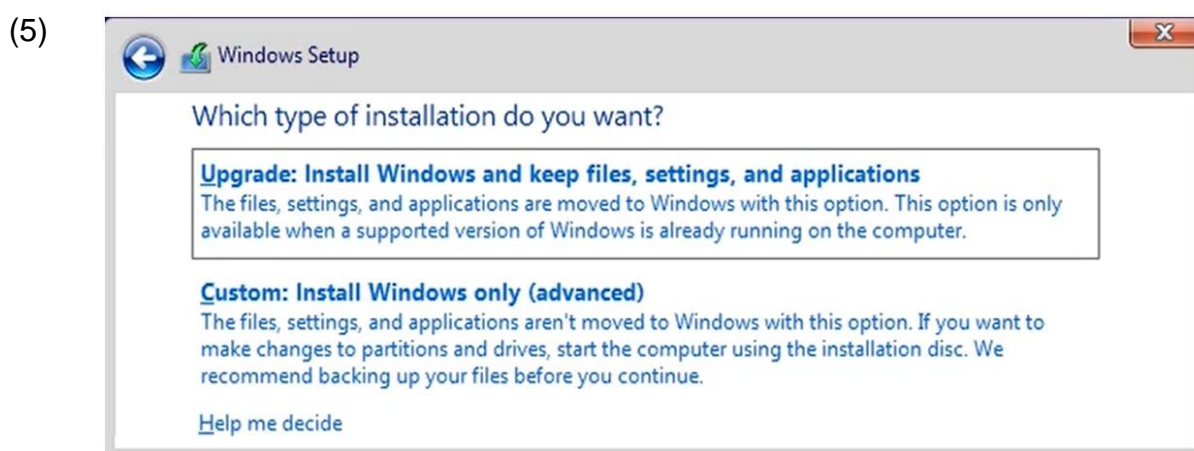 (5)
Windows Setup
Which type of installation do you want?
Upgrade: Install Windows and keep files, settings, and applications
The files, settings, and applications are moved to Windows with this option. This option is only
available when a supported version of Windows is already running on the computer.
Custom: Install Windows only (advanced)
The files, settings, and applications aren't moved to Windows with this option. If you want to
make changes to partitions and drives, start the computer using the installation disc. We
recommend backing up your files before you continue.
Help me decide